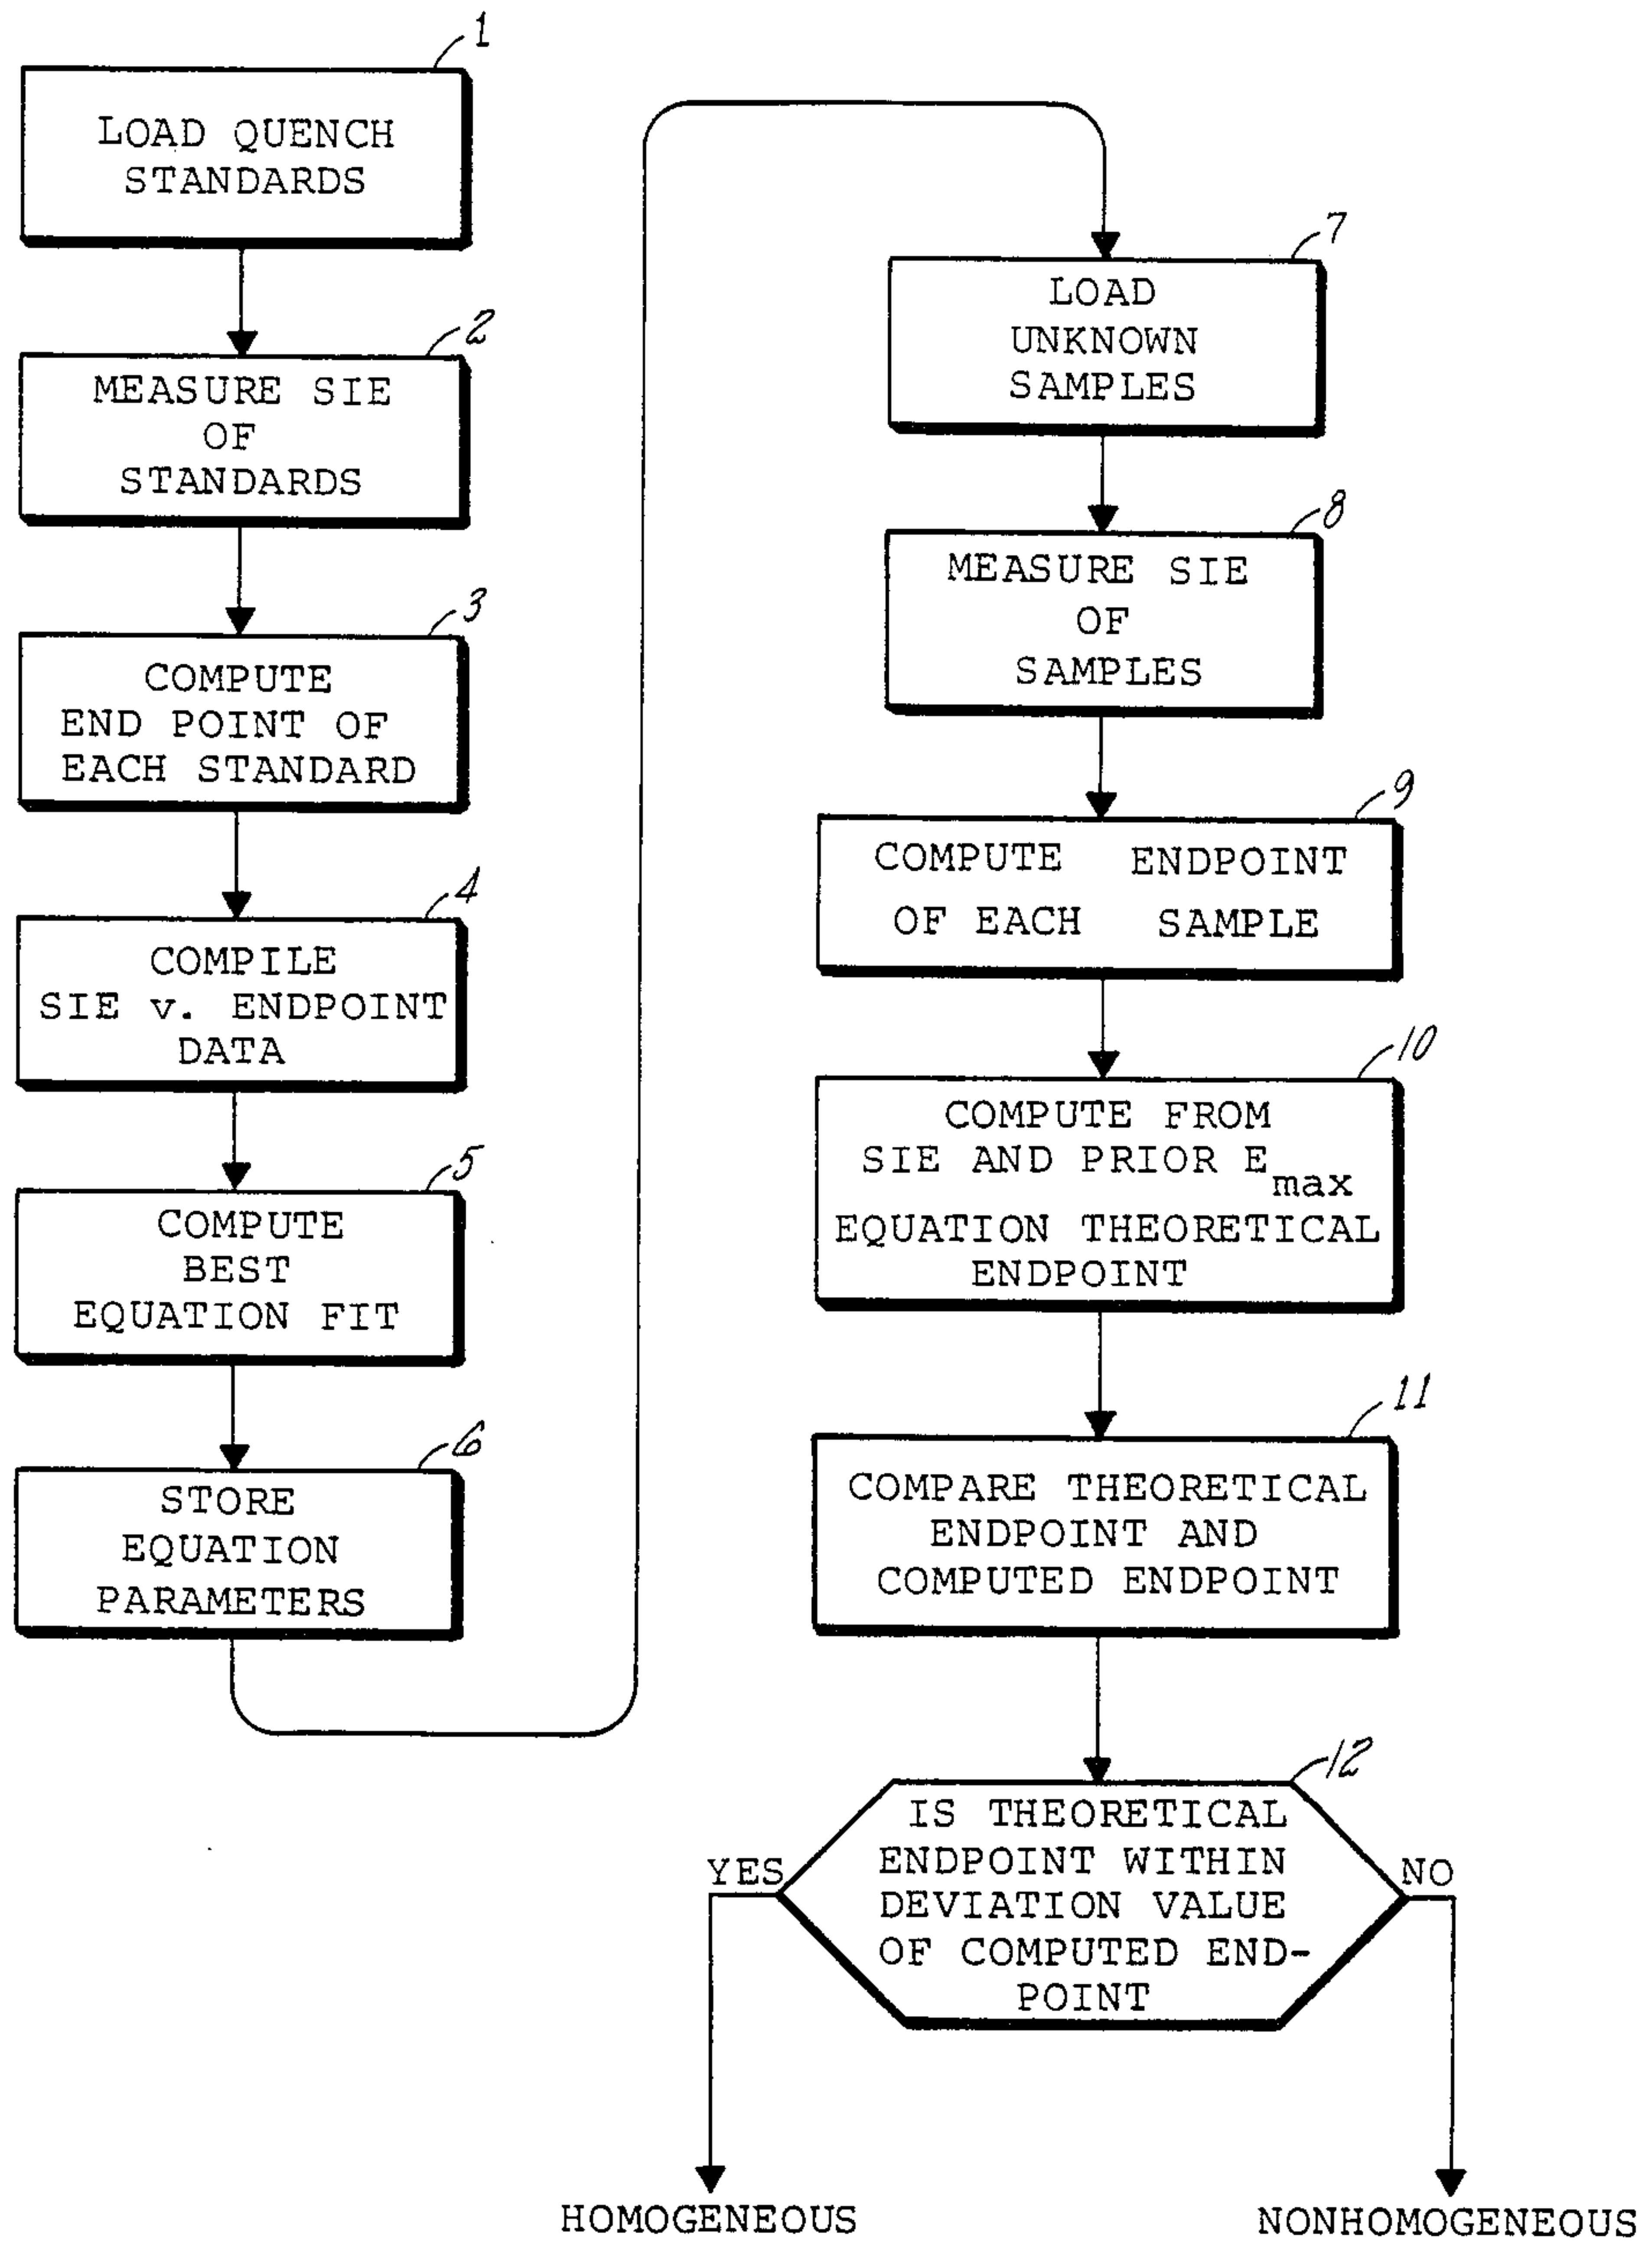 1
LOAD QUENCH
STANDARDS
2
MEASURE SIE
OF
STANDARDS
3
COMPUTE
END POINT OF
EACH STANDARD
4
COMPILE
SIE v. ENDPOINT
DATA
5
COMPUTE
BEST
EQUATION FIT
6
STORE
EQUATION
PARAMETERS
7
LOAD
UNKNOWN
SAMPLES
8
MEASURE SIE
OF
SAMPLES
9
COMPUTE ENDPOINT
OF EACH SAMPLE
10
COMPUTE FROM
SIE AND PRIOR Emax
EQUATION THEORETICAL
ENDPOINT
11
COMPARE THEORETICAL
ENDPOINT AND
COMPUTED ENDPOINT
12
IS THEORETICAL
ENDPOINT WITHIN
DEVIATION VALUE
OF COMPUTED END-
POINT
YES
NO
HOMOGENEOUS
NONHOMOGENEOUS